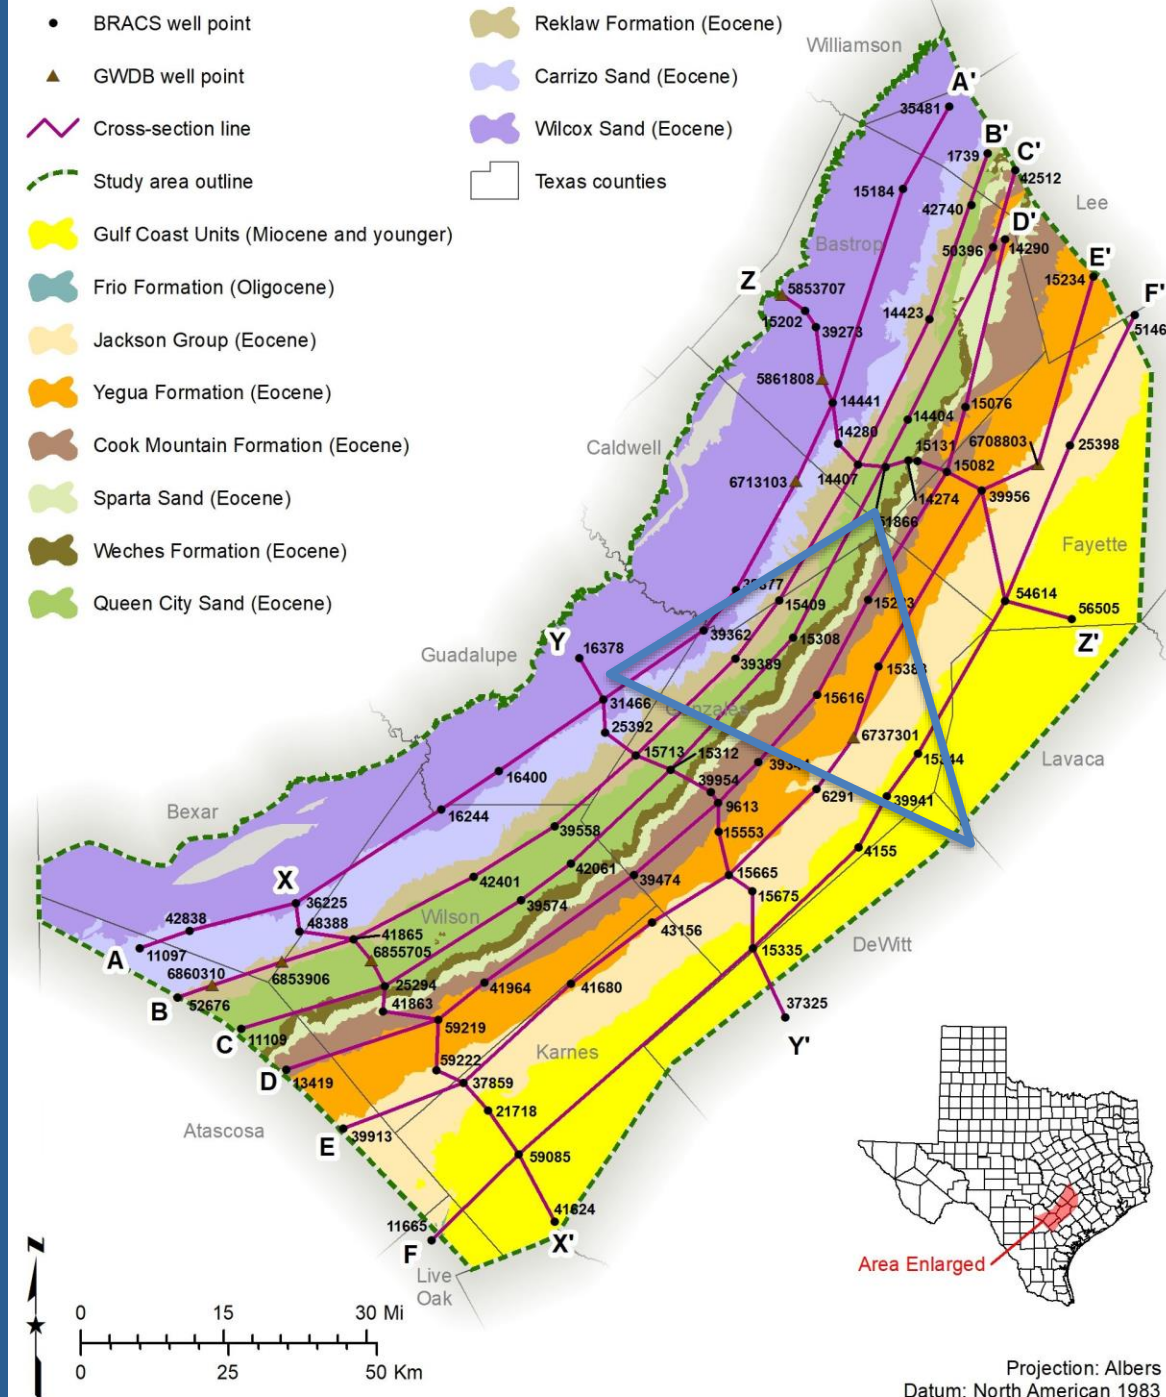 BRACS well point
GWDB well point
Cross-section line
Study area outline
Gulf Coast Units (Miocene and younger)
Frio Formation (Oligocene)
Jackson Group (Eocene)
Yegua Formation (Eocene)
Cook Mountain Formation (Eocene)
Sparta Sand (Eocene)
Weches Formation (Eocene)
Queen City Sand (Eocene)
Reklaw Formation (Eocene)
Carrizo Sand (Eocene)
Wilcox Sand (Eocene)
Texas counties
Williamson
A'
35481
B'
1739
C'
42512
15184
42740
Lee
D'
Bastrop
50396
14290
E'
15234
Z
5853707
F'
5146
15202
39273
14423
5861808
14441
14404
15076
14280
15131
6708803
25398
Caldwell
15082
6713103
14407
14274
39956
51866
Fayette
54614
15409
56505
39362
15308
Z'
Y
16378
Guadalupe
39389
31466
Gonzales
15616
25392
6737301
15713
15312
Lavaca
16400
39954
9613
6291
39941
Bexar
16244
15553
39558
4155
42061
X
42401
39474
15665
36225
39574
15675
42838
48388
Wilson
41865
43156
DeWitt
A
11097
6855705
15335
6860310
6853906
B
52676
25294
41964
41680
37325
41863
C
11109
59219
Y'
Karnes
D
13419
59222
37859
21718
Atascosa
E
39913
59085
11665
41624
F
X'
Live
Oak
Area Enlarged
N
0 15 30 Mi
0 25 50 Km
Projection: Albers
Datum: North American 1983